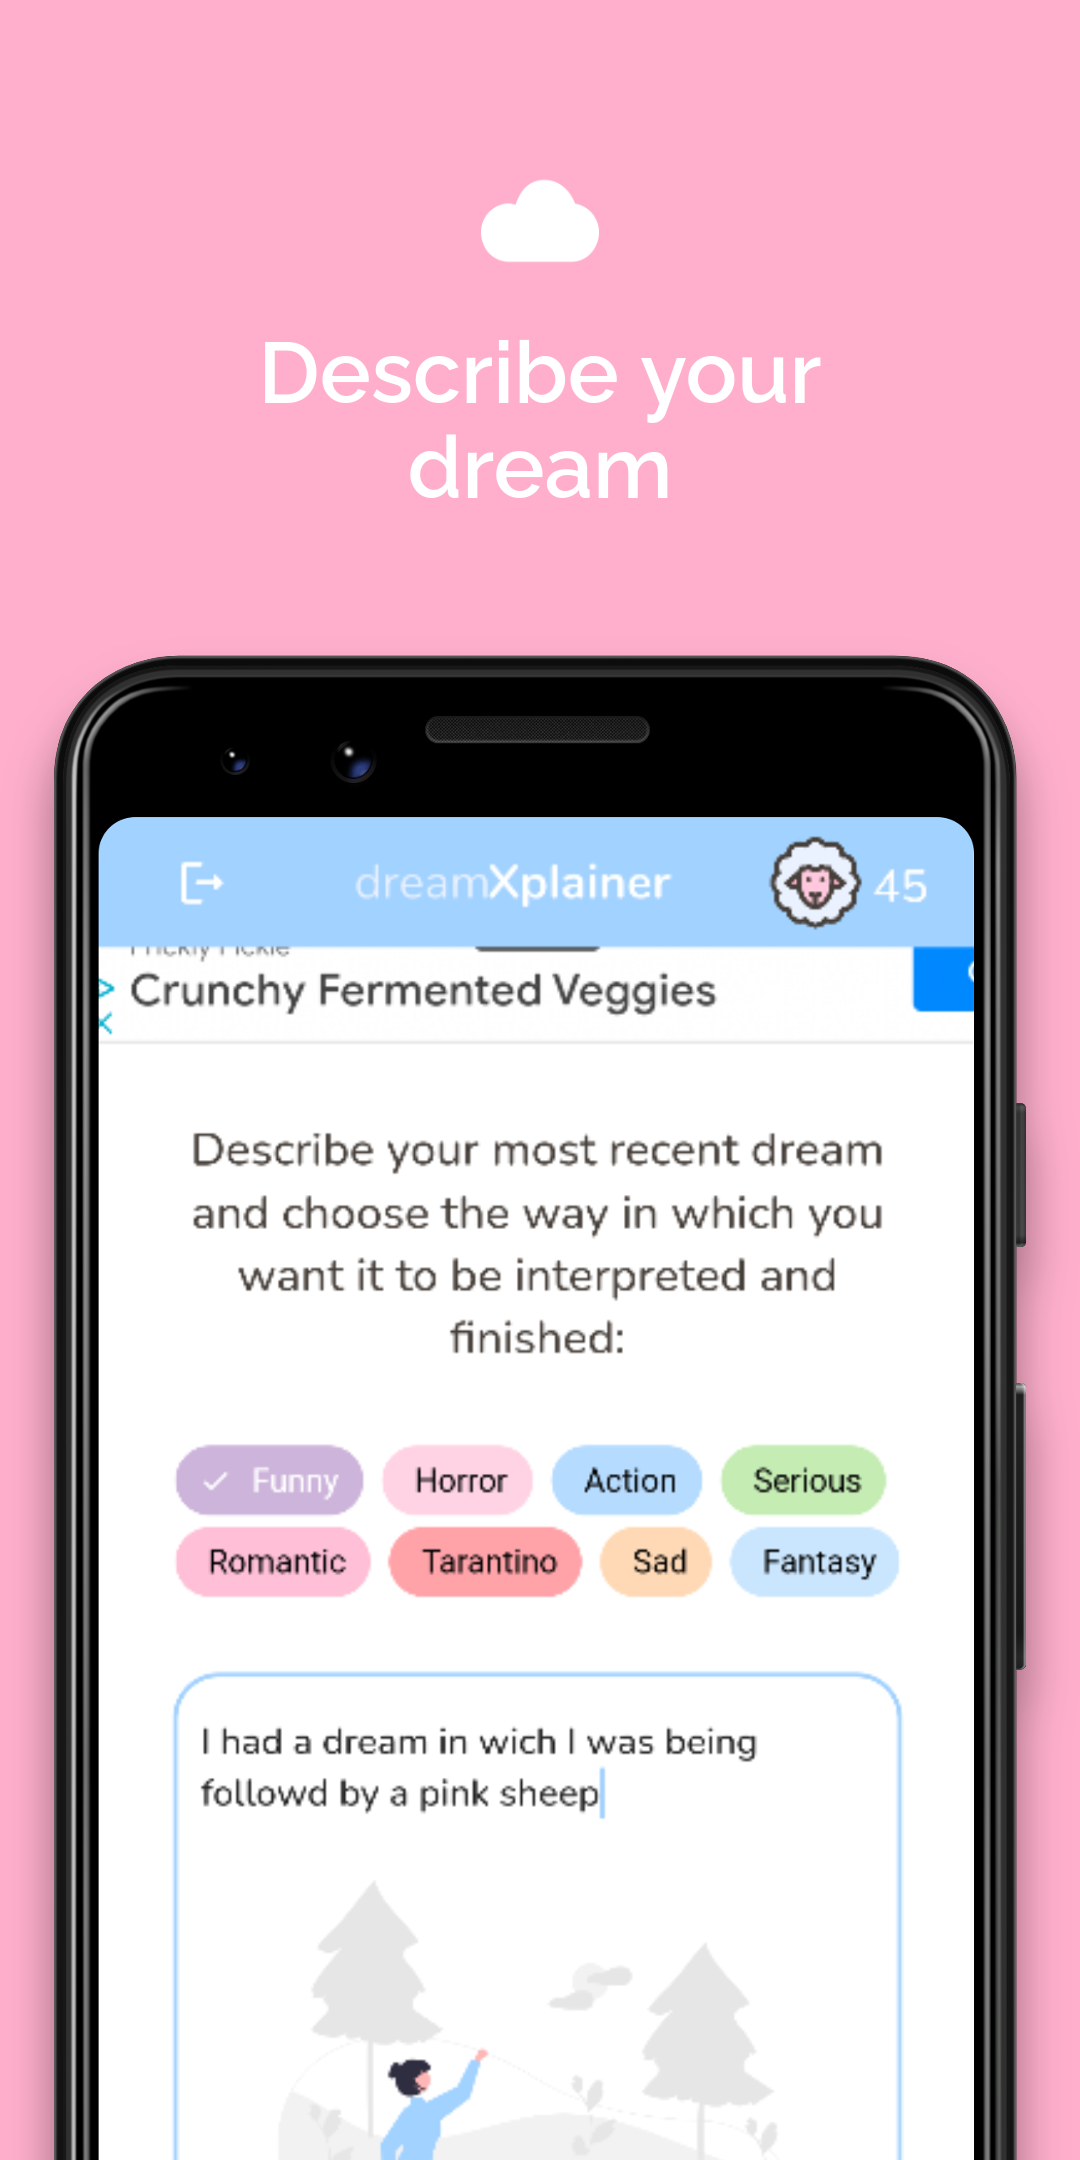 Describe your
dream
dreamXplainer
45
Crunchy Fermented Veggies
Describe your most recent dream
and choose the way in which you
want it to be interpreted and
finished:
Funny Horror Action Serious
Romantic Tarantino Sad Fantasy
I had a dream in wich I was being
followd by a pink sheep